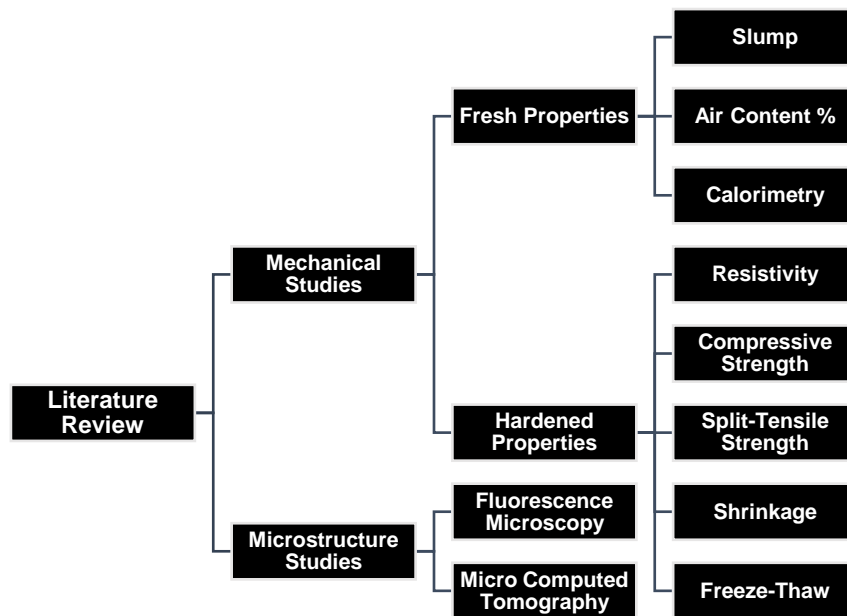 Literature
Review
Mechanical
Studies
Fresh Properties
Slump
Air Content %
Calorimetry
Hardened
Properties
Resistivity
Compressive
Strength
Split-Tensile
Strength
Shrinkage
Freeze-Thaw
Microstructure
Studies
Fluorescence
Microscopy
Micro Computed
Tomography